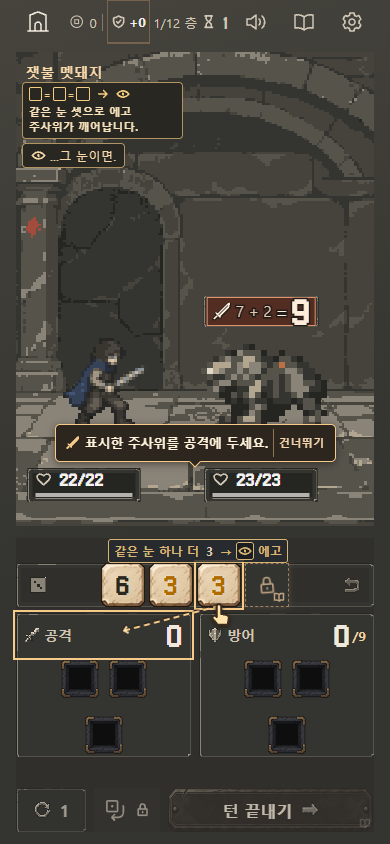 0 +0 1/12 층 1
잿불 멧돼지
= = →
같은 눈 셋으로 에고
주사위가 깨어납니다.
...그 눈이면.
7 + 2 = 9
표시한 주사위를 공격에 두세요. 건너뛰기
22/22 23/23
같은 눈 하나 더 3 → 에고
6 3 3
공격 0 방어 0/9
1 턴 끝내기 →